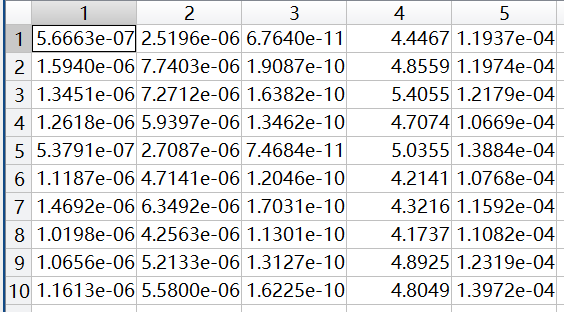 1 2 3 4 5
1 5.6663e-07 2.5196e-06 6.7640e-11 4.4467 1.1937e-04
2 1.5940e-06 7.7403e-06 1.9087e-10 4.8559 1.1974e-04
3 1.3451e-06 7.2712e-06 1.6382e-10 5.4055 1.2179e-04
4 1.2618e-06 5.9397e-06 1.3462e-10 4.7074 1.0669e-04
5 5.3791e-07 2.7087e-06 7.4684e-11 5.0355 1.3884e-04
6 1.1187e-06 4.7141e-06 1.2046e-10 4.2141 1.0768e-04
7 1.4692e-06 6.3492e-06 1.7031e-10 4.3216 1.1592e-04
8 1.0198e-06 4.2563e-06 1.1301e-10 4.1737 1.1082e-04
9 1.0656e-06 5.2133e-06 1.3127e-10 4.8925 1.2319e-04
10 1.1613e-06 5.5800e-06 1.6225e-10 4.8049 1.3972e-04